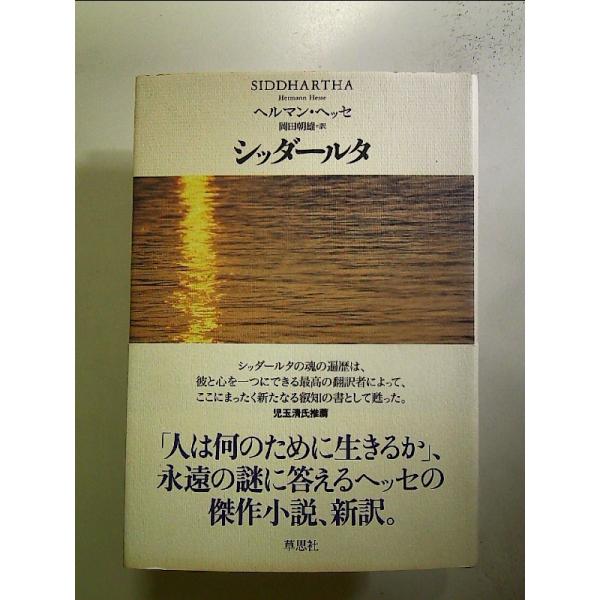 SIDDHARTHA
Hermann Hesse
ヘルマン・ヘッセ
岡田朝雄・訳
シッダールタ
シッダールタの魂の遍歴は、
彼と心を一つにできる最高の翻訳者によって、
ここにまったく新たなる叡知の書として甦った。
児玉清氏推薦
「人は何のために生きるか」、
永遠の謎に答えるヘッセの
傑作小説、新訳。
草思社